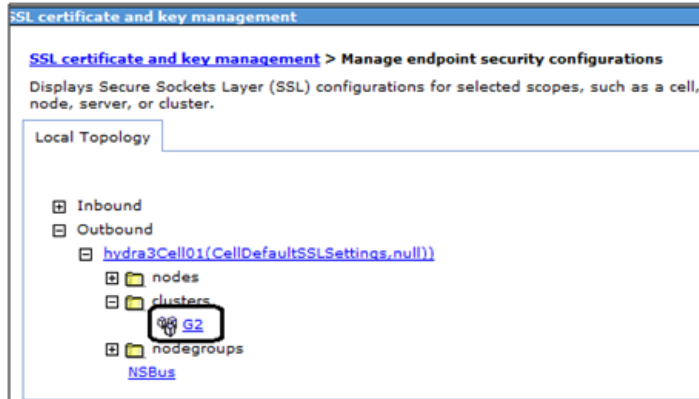 SSL certificate and key management
SSL certificate and key management > Manage endpoint security configurations
Displays Secure Sockets Layer (SSL) configurations for selected scopes, such as a cell,
node, server, or cluster.
Local Topology
Inbound
Outbound
hydra3Cell01(CellDefaultSSLSettings,null))
nodes
clusters
G2
nodegroups
NSBus